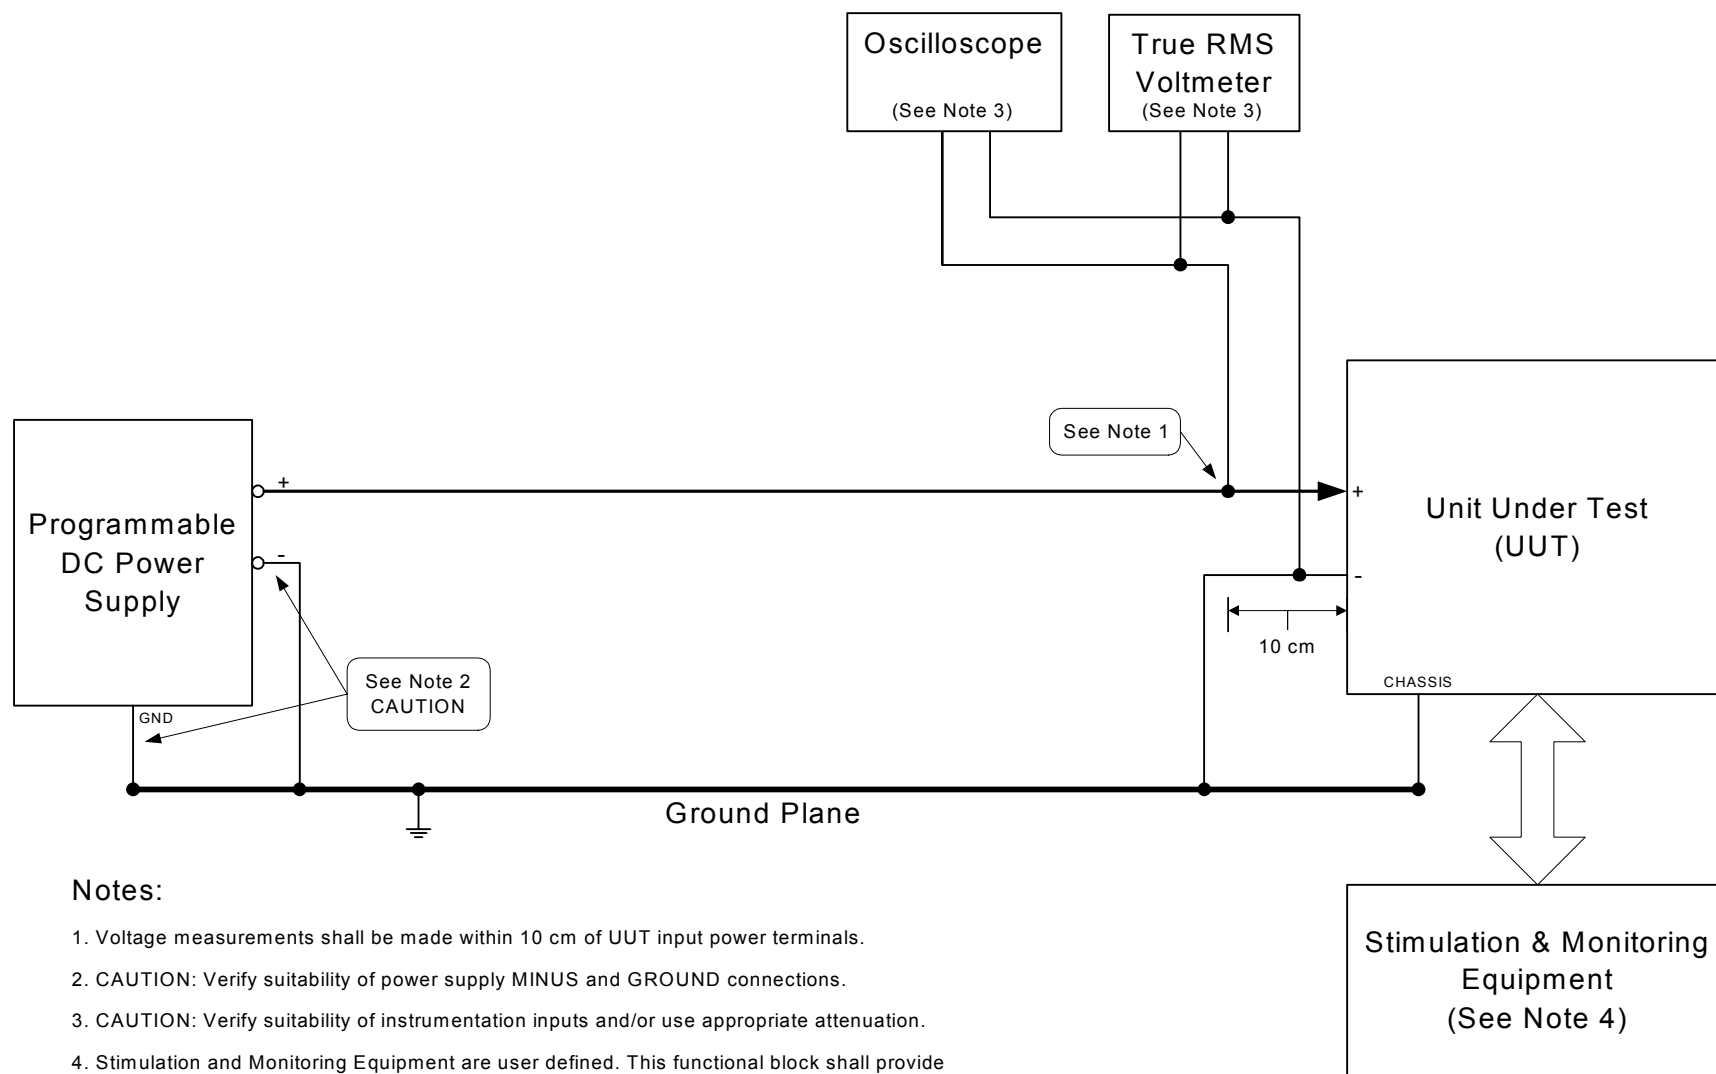 Oscilloscope
(See Note 3)
True RMS
Voltmeter
(See Note 3)
See Note 1
+
-
Programmable
DC Power
Supply
GND
See Note 2
CAUTION
+
-
Unit Under Test
(UUT)
10 cm
CHASSIS
Ground Plane
Stimulation & Monitoring
Equipment
(See Note 4)
Notes:
1. Voltage measurements shall be made within 10 cm of UUT input power terminals.
2. CAUTION: Verify suitability of power supply MINUS and GROUND connections.
3. CAUTION: Verify suitability of instrumentation inputs and/or use appropriate attenuation.
4. Stimulation and Monitoring Equipment are user defined. This functional block shall provide